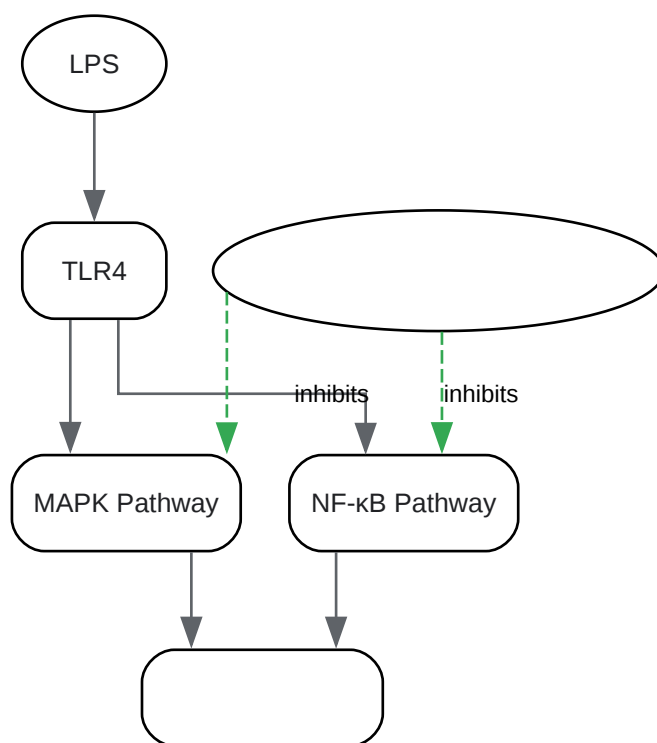 LPS
TLR4
inhibits
inhibits
MAPK Pathway
NF-κB Pathway